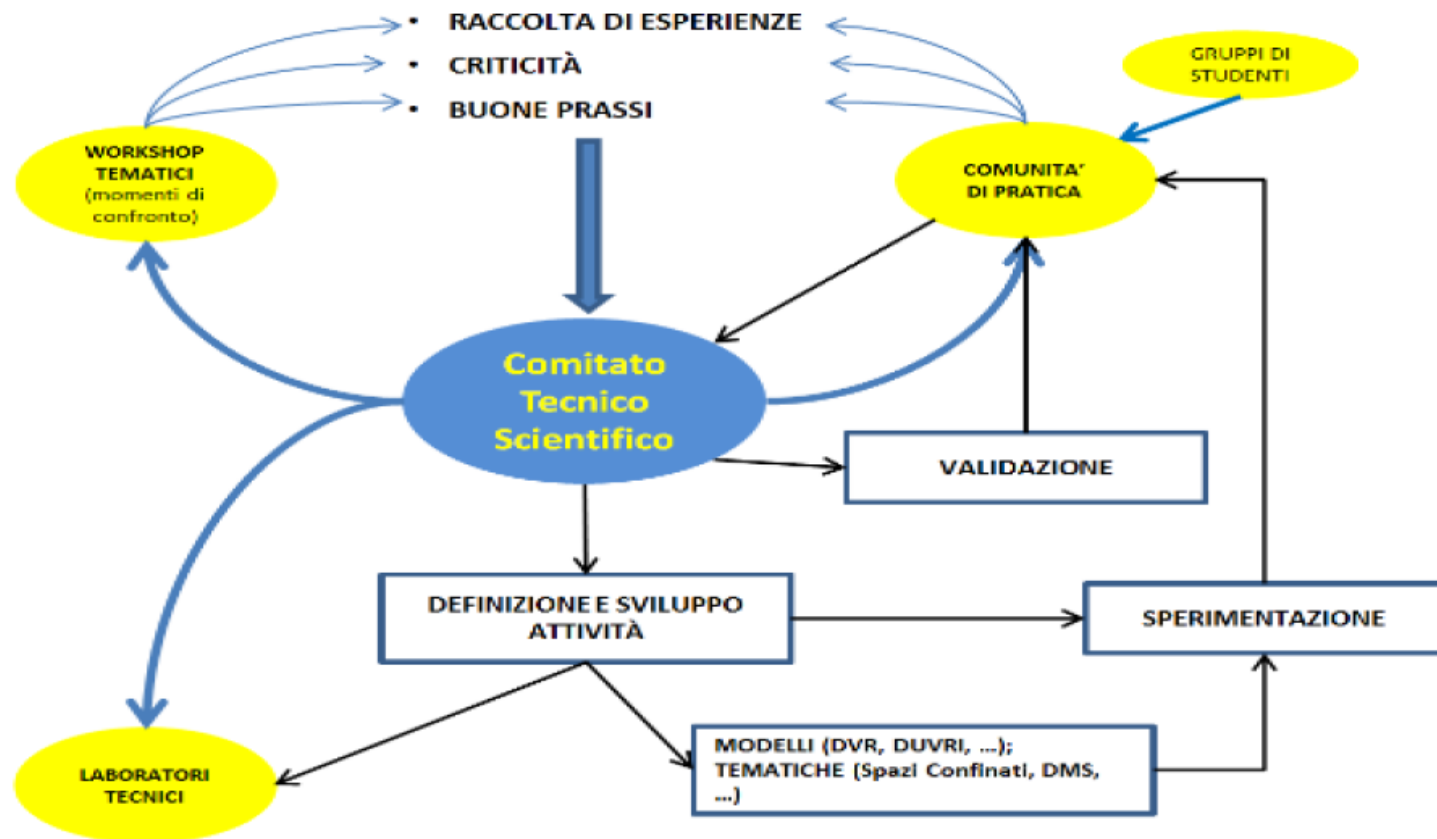 • RACCOLTA DI ESPERIENZE
• CRITICITÀ
• BUONE PRASSI
GRUPPI DI
STUDENTI
WORKSHOP
TEMATICI
(momenti di
confronto)
COMUNITA'
DI PRATICA
Comitato
Tecnico
Scientifico
VALIDAZIONE
DEFINIZIONE E SVILUPPO
ATTIVITÀ
SPERIMENTAZIONE
MODELLI (DVR, DUVRI, ...);
TEMATICHE (Spazi Confinati, DMS,
...)
LABORATORI
TECNICI